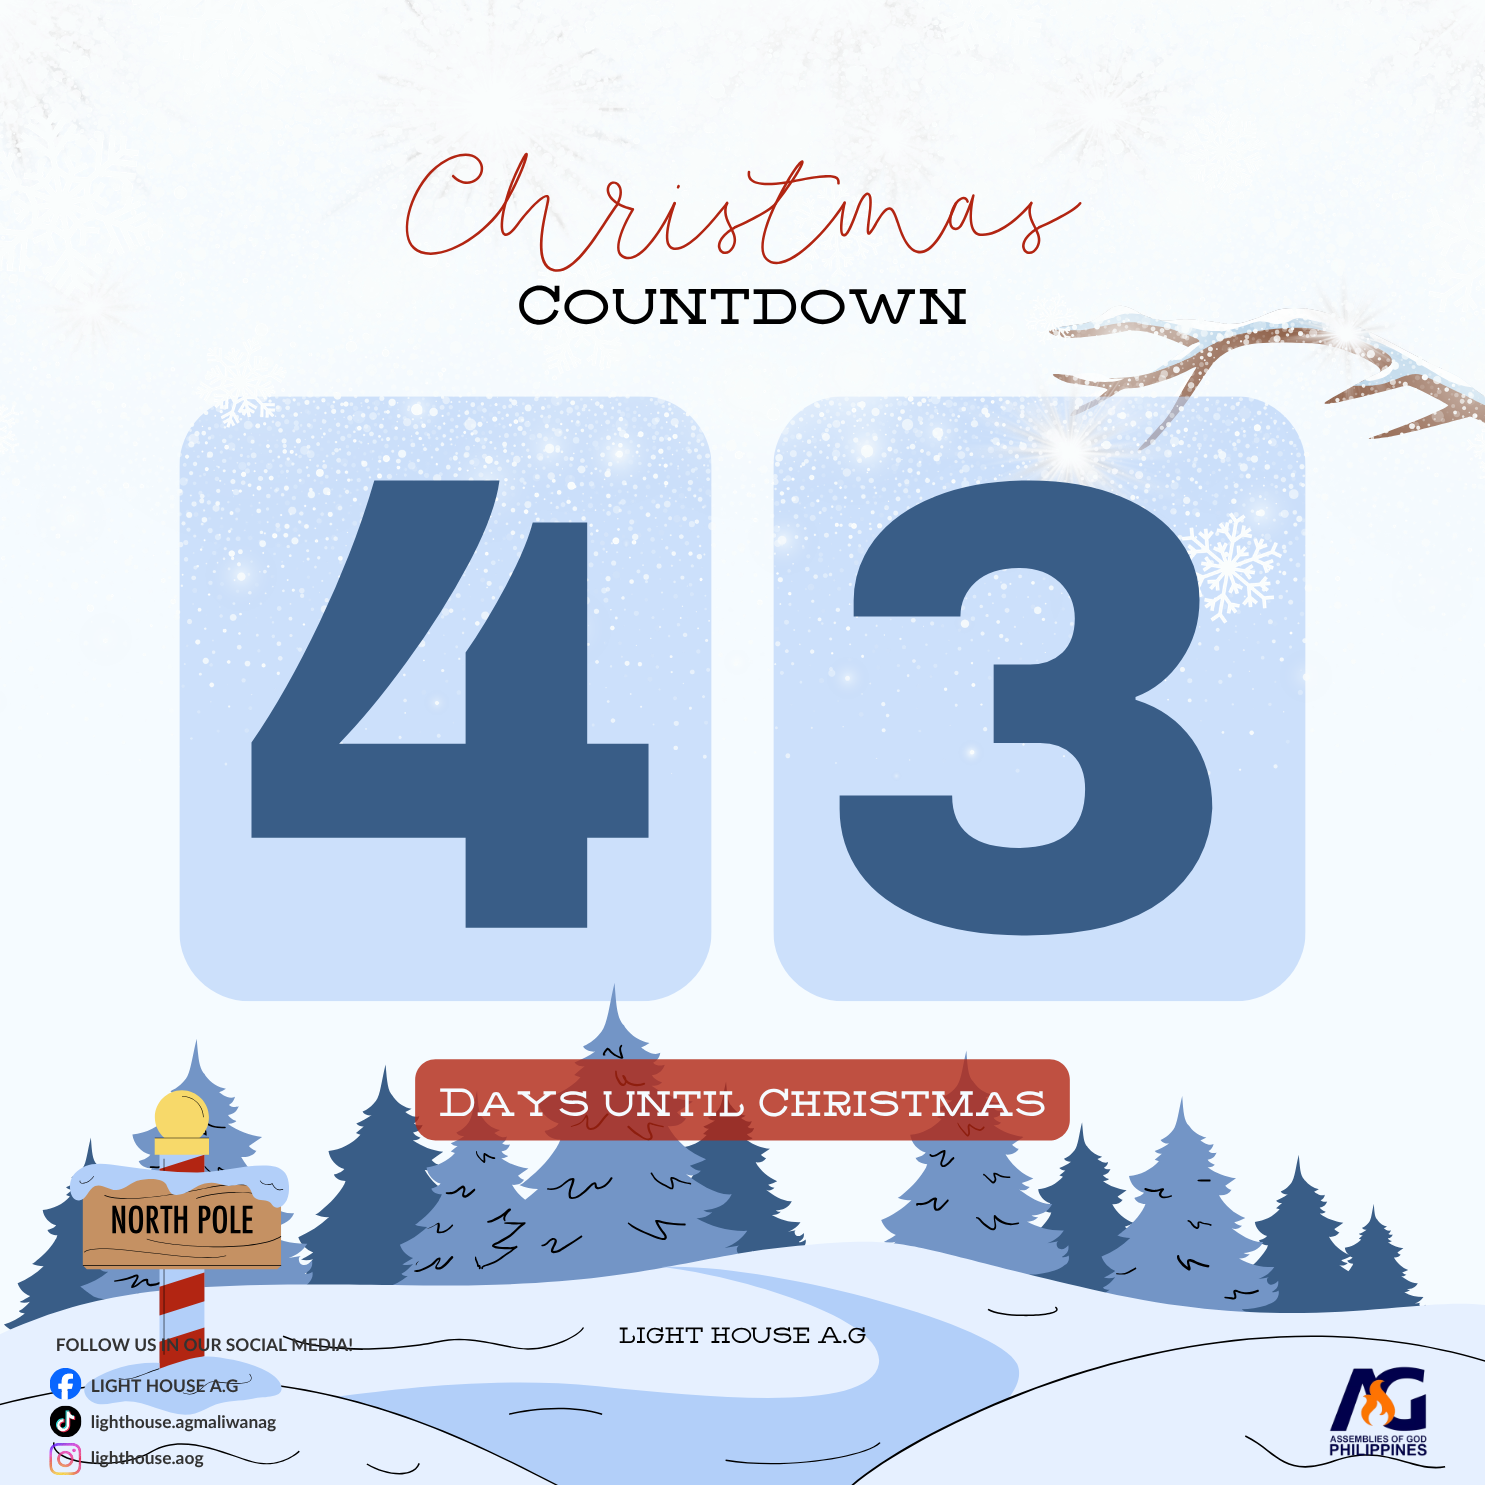 Christmas
COUNTDOWN
43
DAYS UNTIL CHRISTMAS
NORTH POLE
LIGHT HOUSE A.G
FOLLOW US IN OUR SOCIAL MEDIA!
LIGHT HOUSE A.G
lighthouse.agmaliwanag
lighthouse.aog
AG
ASSEMBLIES OF GOD
PHILIPPINES